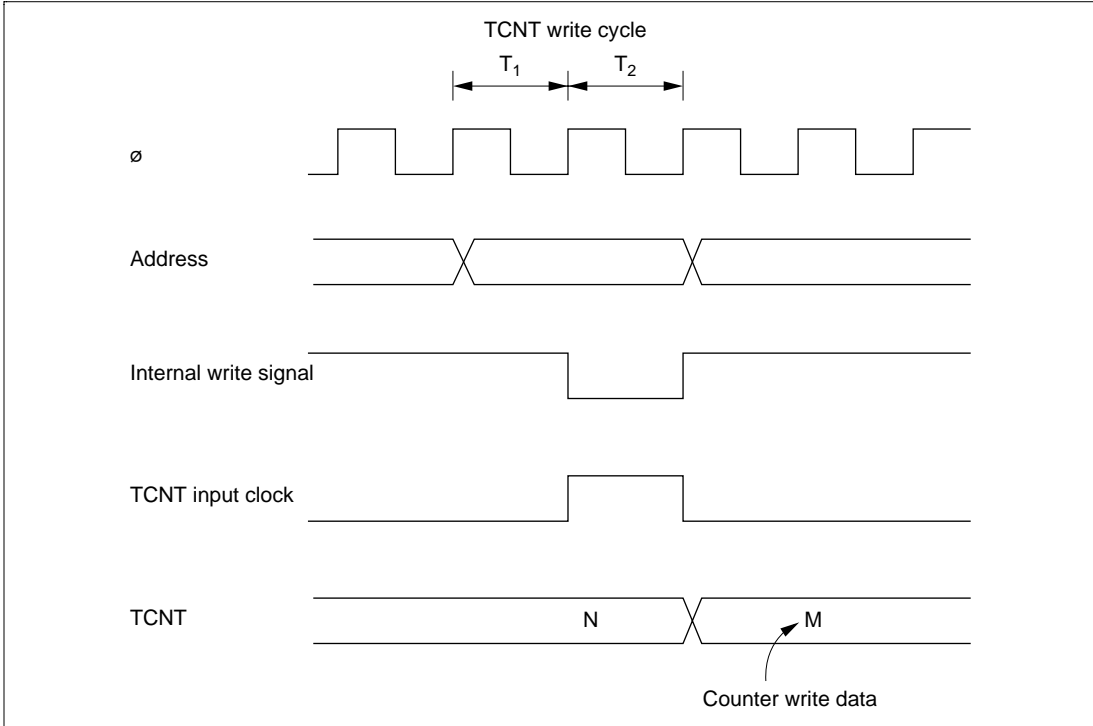 TCNT write cycle
T₁ T₂
ø
Address
Internal write signal
TCNT input clock
TCNT N M
Counter write data